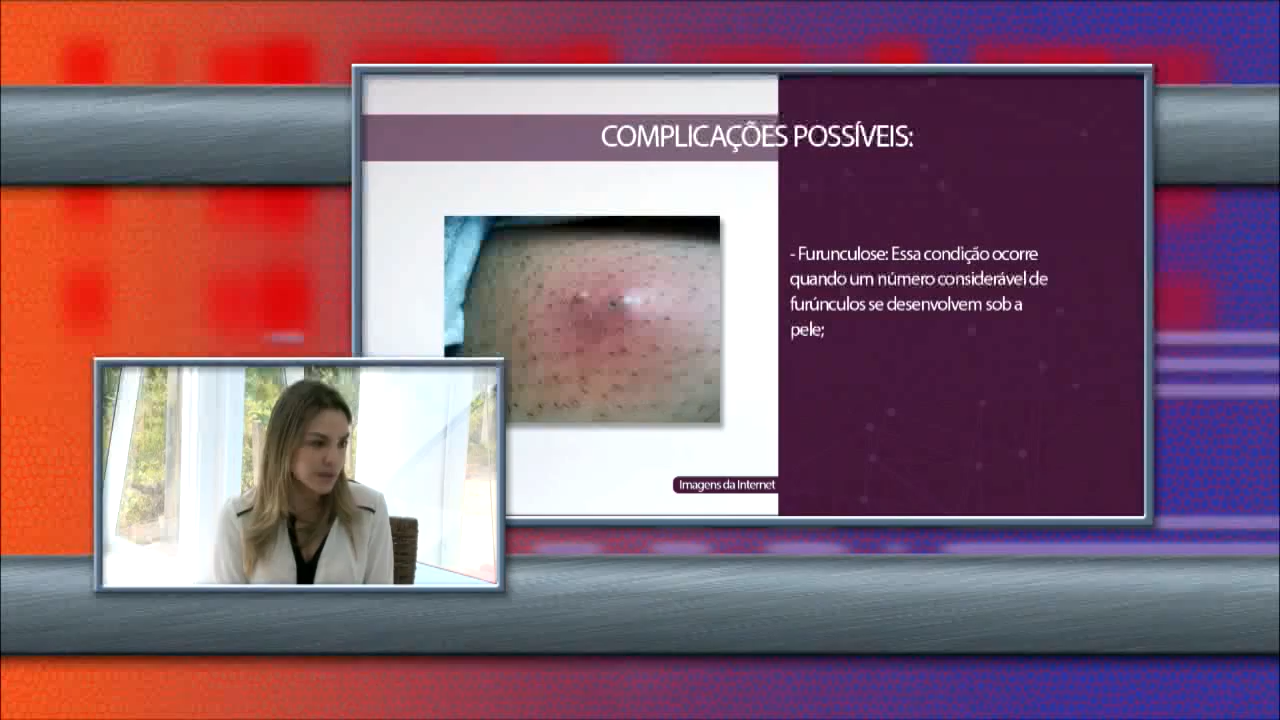 COMPLICAÇÕES POSSÍVEIS:
- Furunculose: Essa condição ocorre
quando um número considerável de
furúnculos se desenvolvem sob a
pele;
Imagens da Internet